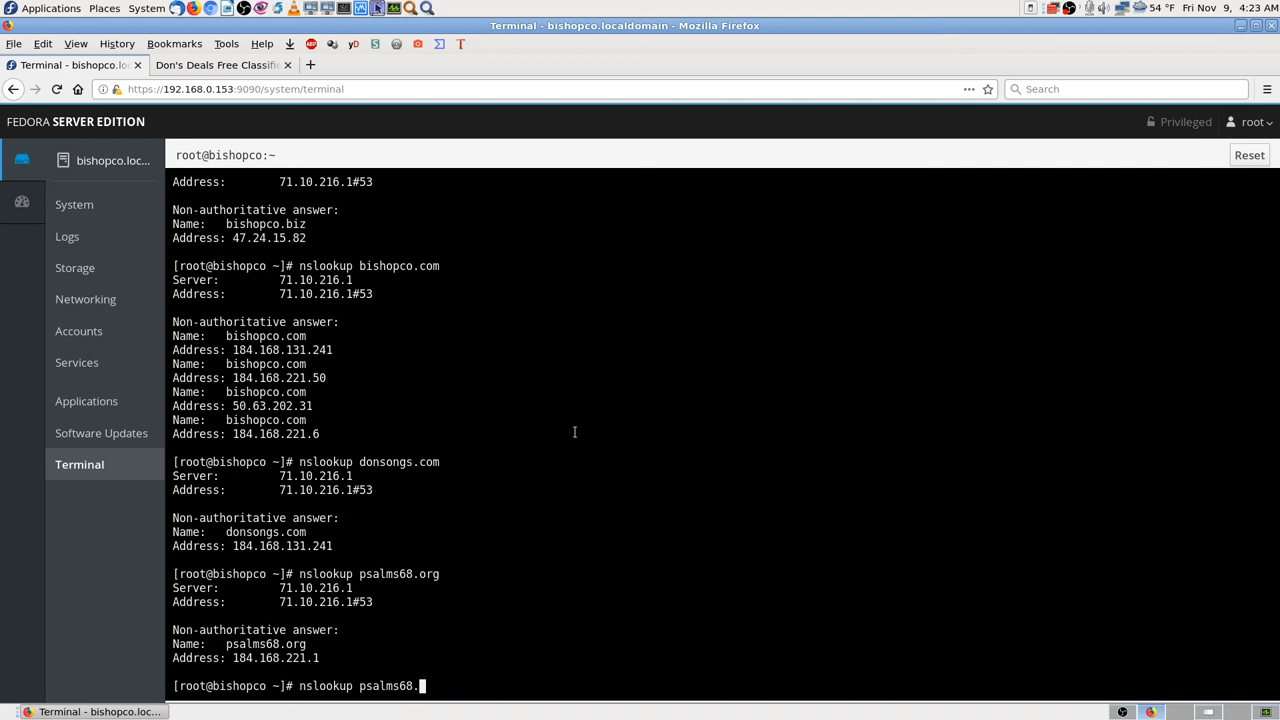 Applications Places System 54 °F Fri Nov 9, 4:23 AM
Terminal - bishopco.localdomain - Mozilla Firefox
File Edit View History Bookmarks Tools Help
Terminal - bishopco.loc × Don's Deals Free Classifi × +
https://192.168.0.153:9090/system/terminal Search
FEDORA SERVER EDITION Privileged root
bishopco.loc...
System
Logs
Storage
Networking
Accounts
Services
Applications
Software Updates
Terminal
root@bishopco:~ Reset
Address: 71.10.216.1#53
Non-authoritative answer:
Name: bishopco.biz
Address: 47.24.15.82
[root@bishopco ~]# nslookup bishopco.com
Server: 71.10.216.1
Address: 71.10.216.1#53
Non-authoritative answer:
Name: bishopco.com
Address: 184.168.131.241
Name: bishopco.com
Address: 184.168.221.50
Name: bishopco.com
Address: 50.63.202.31
Name: bishopco.com
Address: 184.168.221.6
[root@bishopco ~]# nslookup donsongs.com
Server: 71.10.216.1
Address: 71.10.216.1#53
Non-authoritative answer:
Name: donsongs.com
Address: 184.168.131.241
[root@bishopco ~]# nslookup psalms68.org
Server: 71.10.216.1
Address: 71.10.216.1#53
Non-authoritative answer:
Name: psalms68.org
Address: 184.168.221.1
[root@bishopco ~]# nslookup psalms68.
Terminal - bishopco.loc...